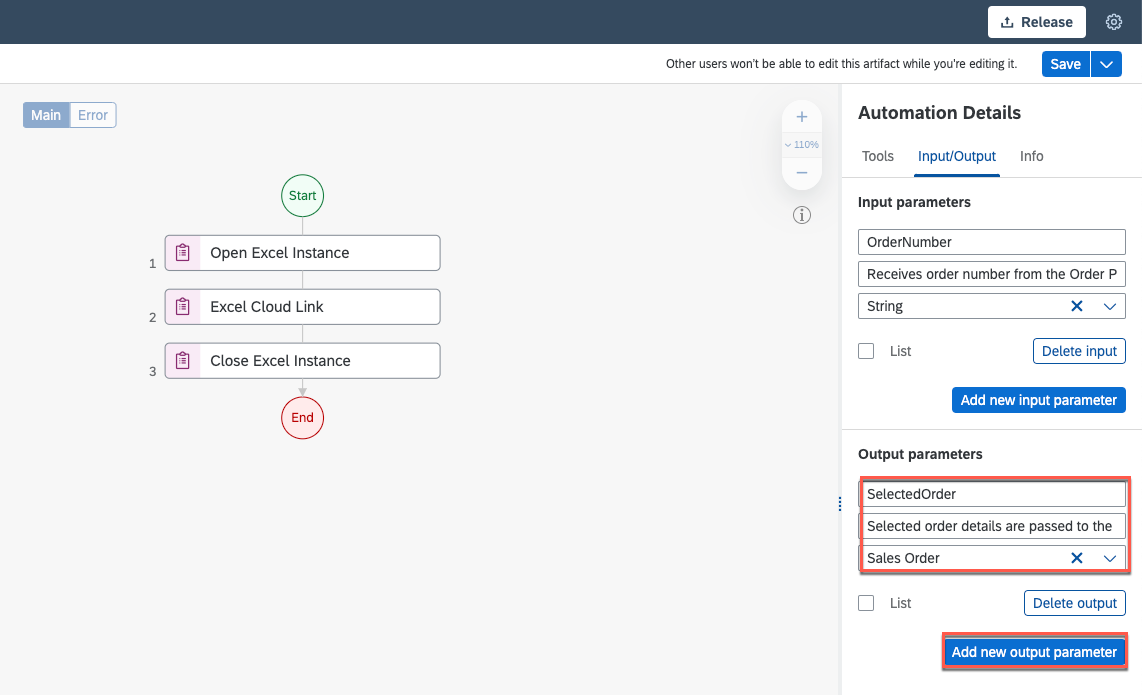 Release
Other users won't be able to edit this artifact while you're editing it.
Save
Main
Error
110%
Start
1
Open Excel Instance
2
Excel Cloud Link
3
Close Excel Instance
End
Automation Details
Tools
Input/Output
Info
Input parameters
OrderNumber
Receives order number from the Order P
String
List
Delete input
Add new input parameter
Output parameters
SelectedOrder
Selected order details are passed to the
Sales Order
List
Delete output
Add new output parameter